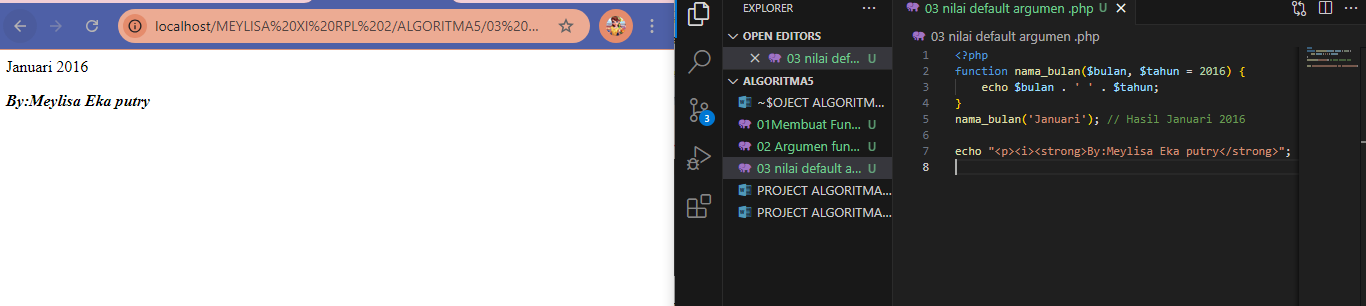 localhost/MEYLISA%20XI%20RPL%202/ALGORITMA5/03%20...
Januari 2016
By:Meylisa Eka putry
3
EXPLORER
OPEN EDITORS
03 nilai def... U
ALGORITMA5
~$OJECT ALGORITM...
01Membuat Fun... U
02 Argumen fun... U
03 nilai default a... U
PROJECT ALGORITMA...
PROJECT ALGORITMA...
03 nilai default argumen .php U
03 nilai default argumen .php
1 <?php
2 function nama_bulan($bulan, $tahun = 2016) {
3 echo $bulan . ' ' . $tahun;
4 }
5 nama_bulan('Januari'); // Hasil Januari 2016
6
7 echo "<p><i><strong>By:Meylisa Eka putry</strong>";
8